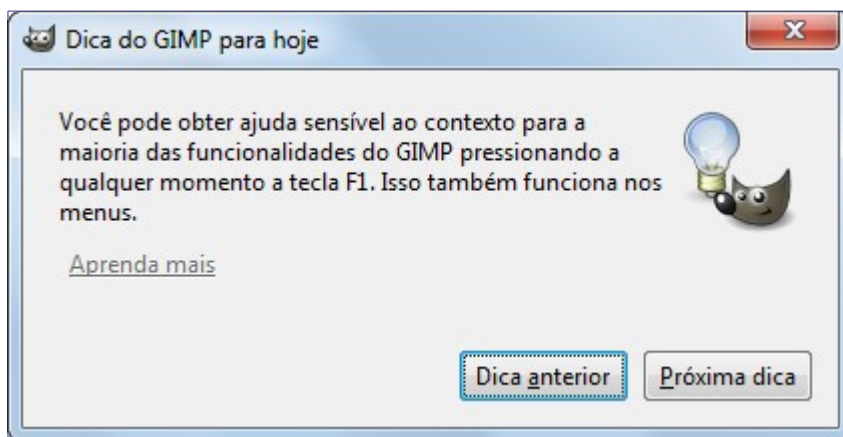 Dica do GIMP para hoje
Você pode obter ajuda sensível ao contexto para a
maioria das funcionalidades do GIMP pressionando a
qualquer momento a tecla F1. Isso também funciona nos
menus.
Aprenda mais
Dica anterior
Próxima dica